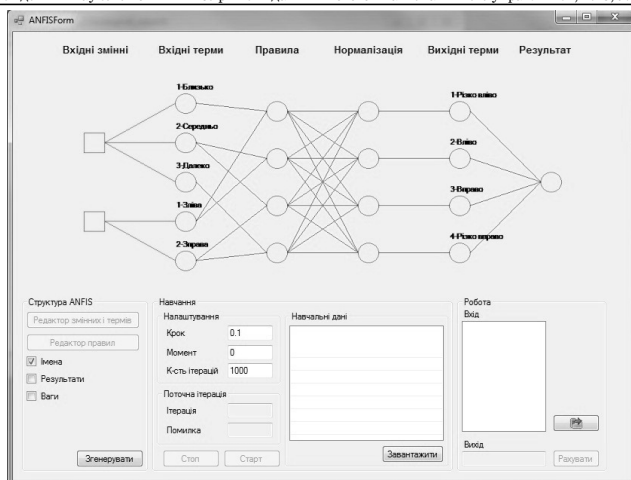 ANFISForm
Вхідні змінні Вхідні терми Правила Нормалізація Вихідні терми Результат
1-Близько
1-Різко вліво
2-Середньо
2-Вліво
3-Далеко
1-Зліва
3-Вправо
2-Зправа
4-Різко вправо
Структура ANFIS
Редактор змінних і термів
Редактор правил
Імена
Результати
Ваги
Згенерувати
Навчання
Налаштування
Крок 0.1
Момент 0
К-сть ітерацій 1000
Поточна ітерація
Ітерація
Помилка
Стоп Старт
Навчальні дані
Завантажити
Робота
Вхід
Вихід
Рахувати